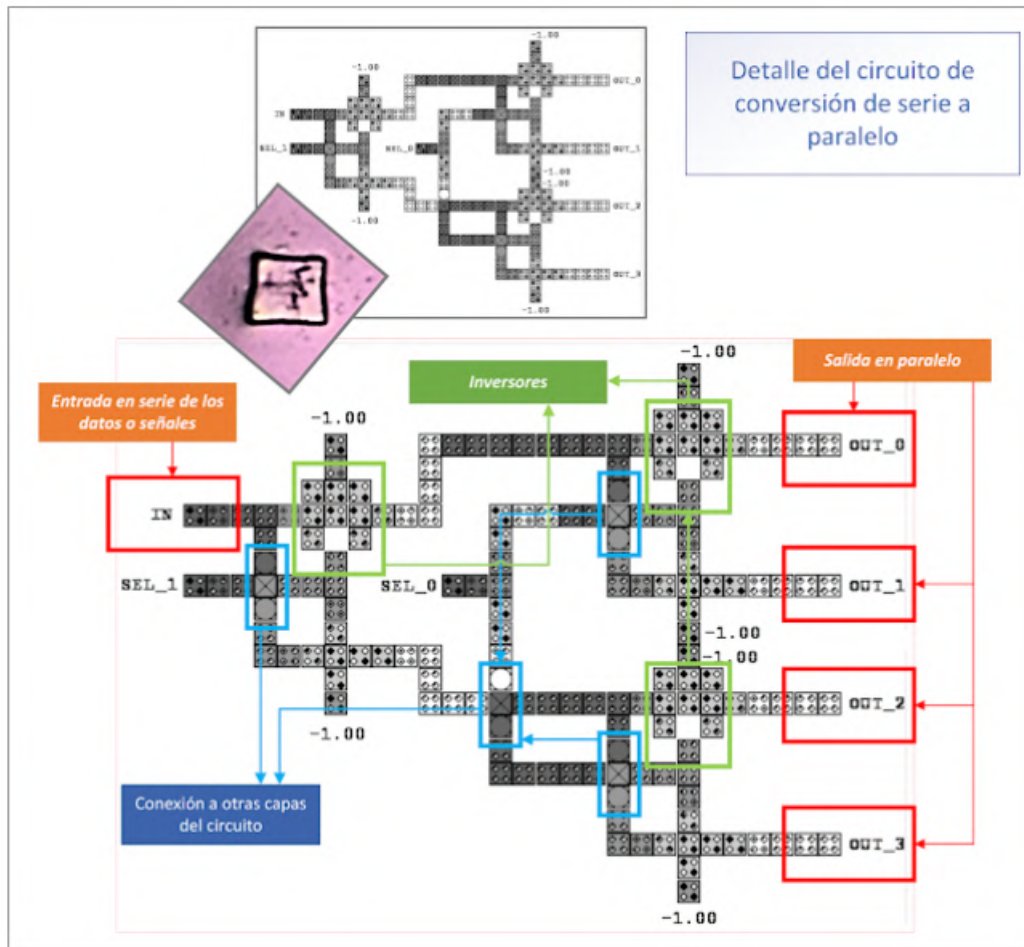 Detalle del circuito de
conversión de serie a
paralelo
-1.00
-1.00
OUT_0
IN
SEL_1
SEL_0
OUT_1
-1.00
-1.00
-1.00
OUT_2
OUT_3
-1.00
Entrada en serie de los
datos o señales
Inversores
Salida en paralelo
-1.00
-1.00
OUT_0
IN
SEL_1
SEL_0
OUT_1
-1.00
-1.00
-1.00
OUT_2
Conexión a otras capas
del circuito
OUT_3
-1.00